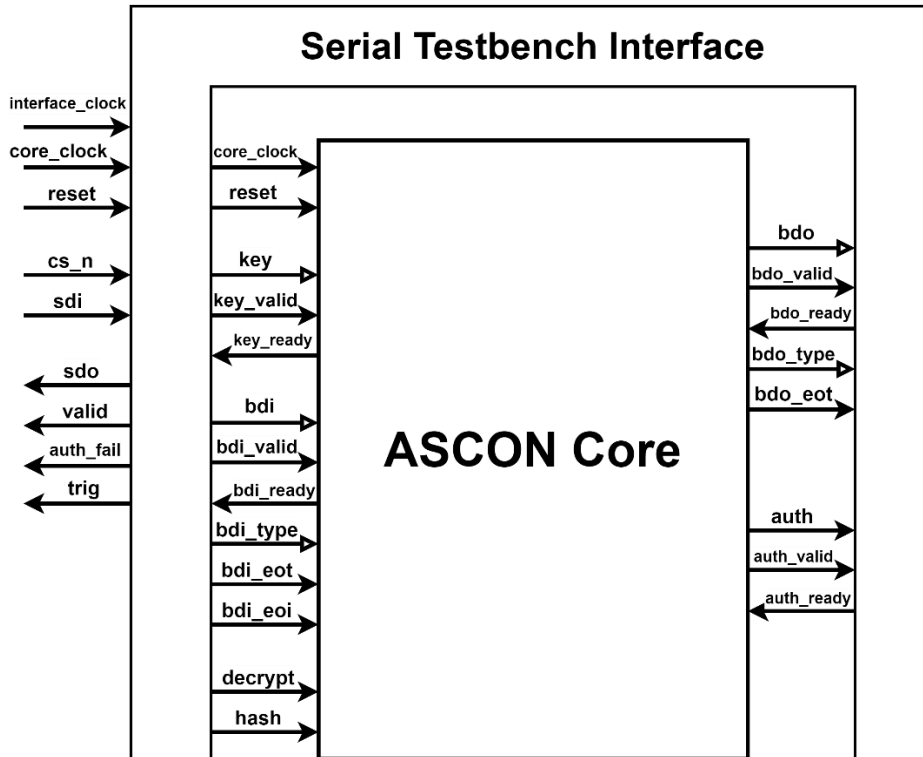 Serial Testbench Interface
interface_clock
core_clock
reset
cs_n
sdi
sdo
valid
auth_fail
trig
core_clock
reset
key
key_valid
key_ready
bdi
bdi_valid
bdi_ready
bdi_type
bdi_eot
bdi_eoi
decrypt
hash
ASCON Core
bdo
bdo_valid
bdo_ready
bdo_type
bdo_eot
auth
auth_valid
auth_ready